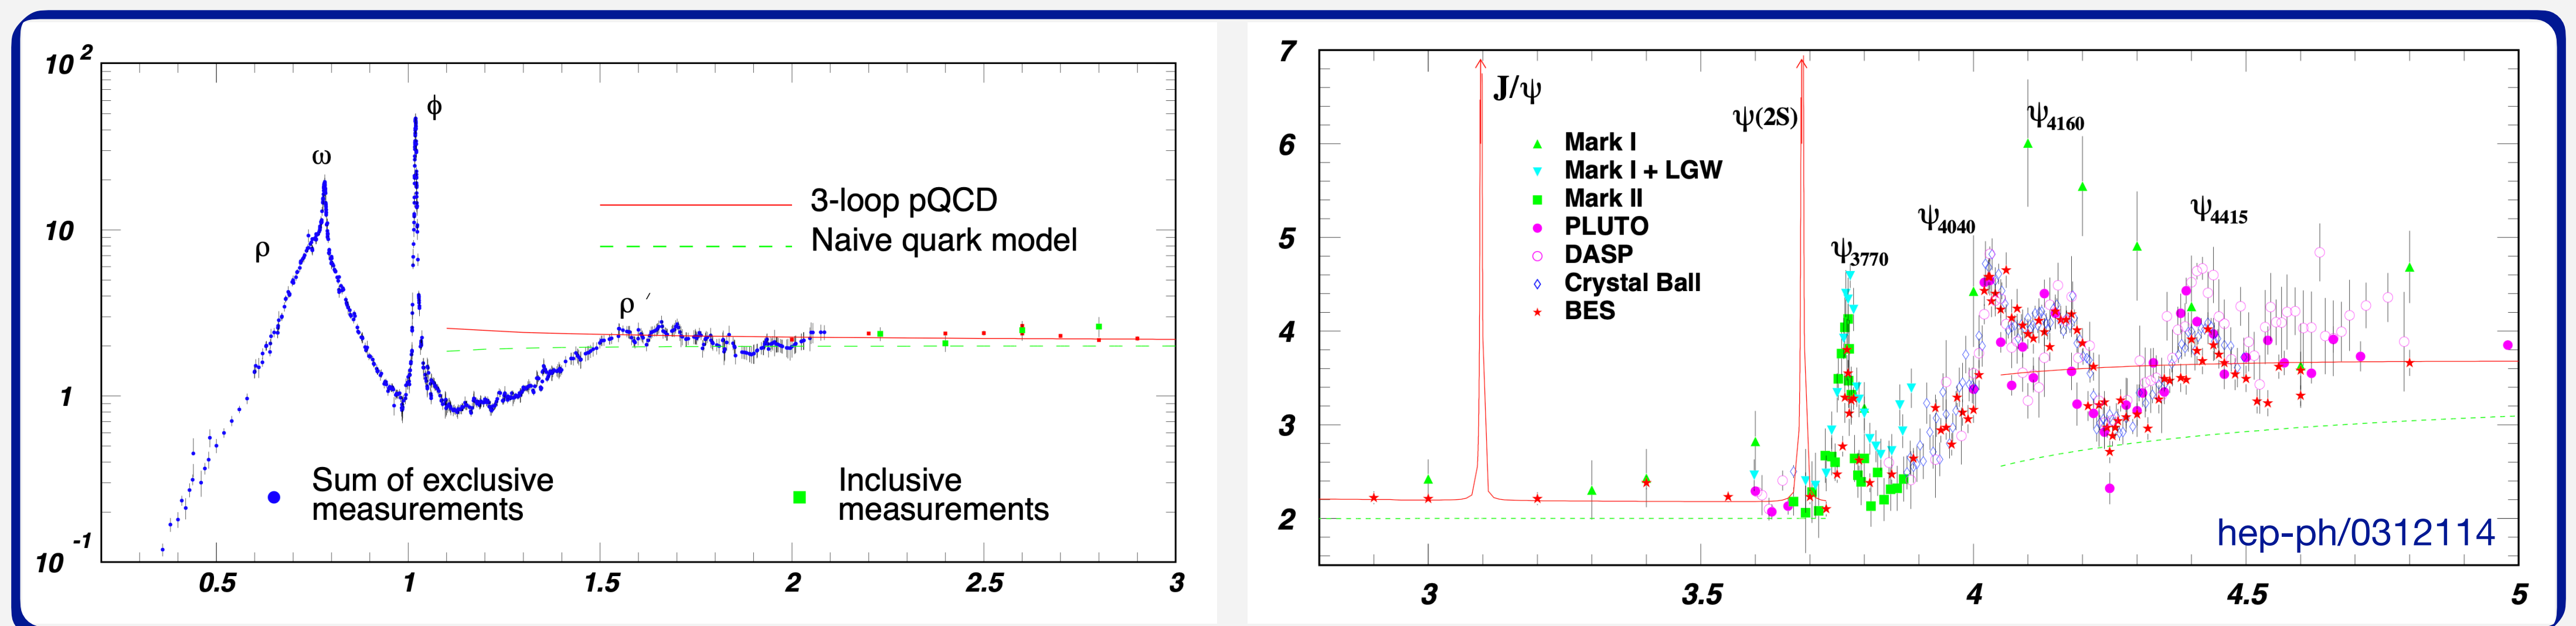 10 2
10
1
10 -1
0.5
1
1.5
2
2.5
3
ρ
ω
ϕ
ρ ′
3-loop pQCD
Naive quark model
Sum of exclusive
measurements
Inclusive
measurements
7
6
5
4
3
2
3
3.5
4
4.5
5
J/ψ
ψ(2S)
ψ3770
ψ4040
ψ4160
ψ4415
Mark I
Mark I + LGW
Mark II
PLUTO
DASP
Crystal Ball
BES
hep-ph/0312114